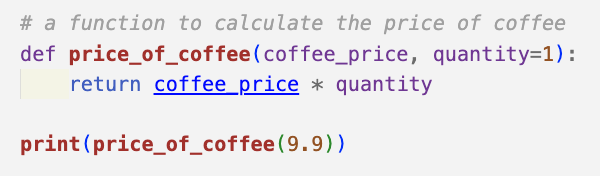 # a function to calculate the price of coffee
def price_of_coffee(coffee_price, quantity=1):
    return coffee_price * quantity

print(price_of_coffee(9.9))